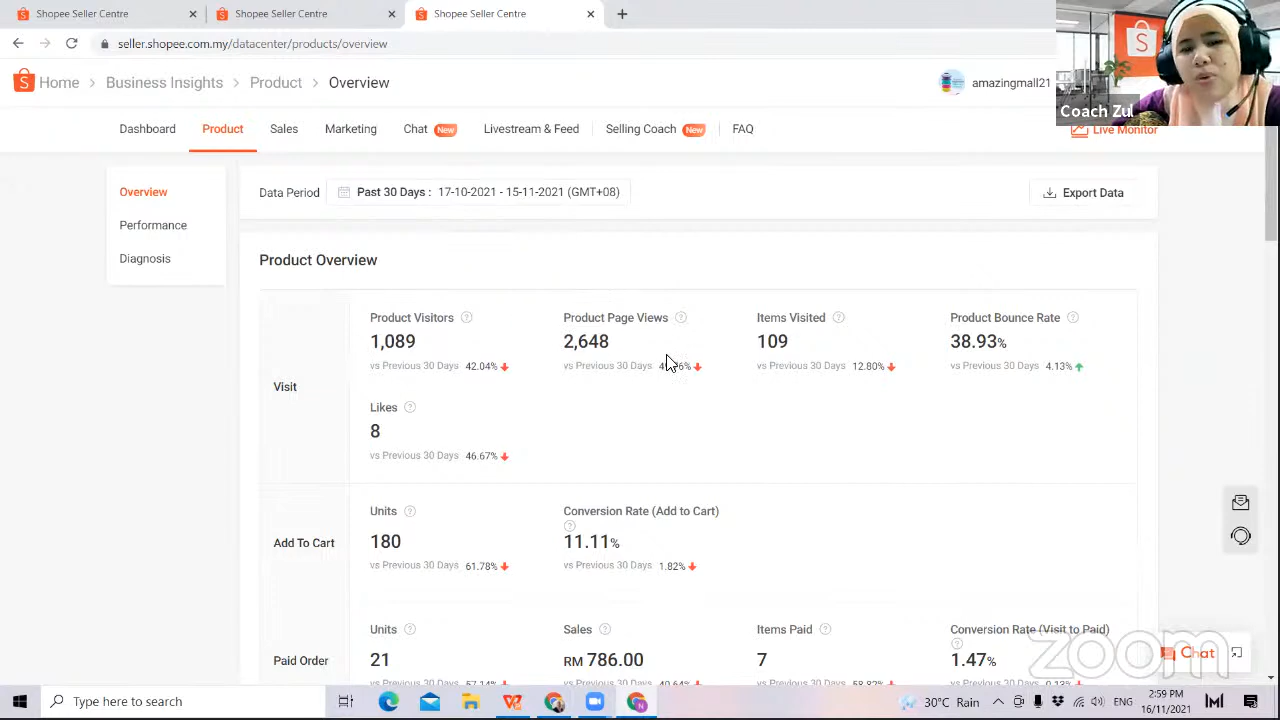 Shopee Seller Centre
Shopee Seller Centre
Shopee Seller Centre
seller.shopee.com.my/datacenter/products/overview
Home > Business Insights > Product > Overview
amazingmall21
Coach Zul
Dashboard Product Sales Marketing Chat New Livestream & Feed Selling Coach New FAQ
Live Monitor
Overview
Performance
Diagnosis
Data Period Past 30 Days : 17-10-2021 - 15-11-2021 (GMT+08)
Export Data
Product Overview
Visit
Product Visitors ? Product Page Views ? Items Visited ? Product Bounce Rate ?
1,089 2,648 109 38.93%
vs Previous 30 Days 42.04% vs Previous 30 Days vs Previous 30 Days 12.80% vs Previous 30 Days 4.13%
Likes ?
8
vs Previous 30 Days 46.67%
Add To Cart
Units ? Conversion Rate (Add to Cart) ?
180 11.11%
vs Previous 30 Days 61.78% vs Previous 30 Days 1.82%
Paid Order
Units ? Sales ? Items Paid ? Conversion Rate (Visit to Paid) ?
21 RM 786.00 7 1.47%
zoom
Chat
Type here to search
30°C Rain
ENG
2:59 PM
16/11/2021